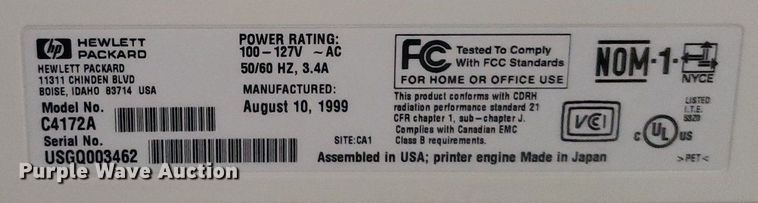 hp HEWLETT
PACKARD
HEWLETT PACKARD
11311 CHINDEN BLVD
BOISE, IDAHO 83714 USA
Model No.
C4172A
Serial No.
USGQ003462
POWER RATING:
100-127V ~ AC
50/60 HZ, 3.4A
MANUFACTURED:
August 10, 1999
SITE:CA1
FC Tested To Comply
With FCC Standards
FOR HOME OR OFFICE USE
This product conforms with CDRH
radiation performance standard 21
CFR chapter 1, sub-chapter J.
Complies with Canadian EMC
Class B requirements.
Assembled in USA; printer engine Made in Japan
NOM-1-
NYCE
VCI
LISTED
I.T.E.
c UL US
>PET<
Purple Wave Auction